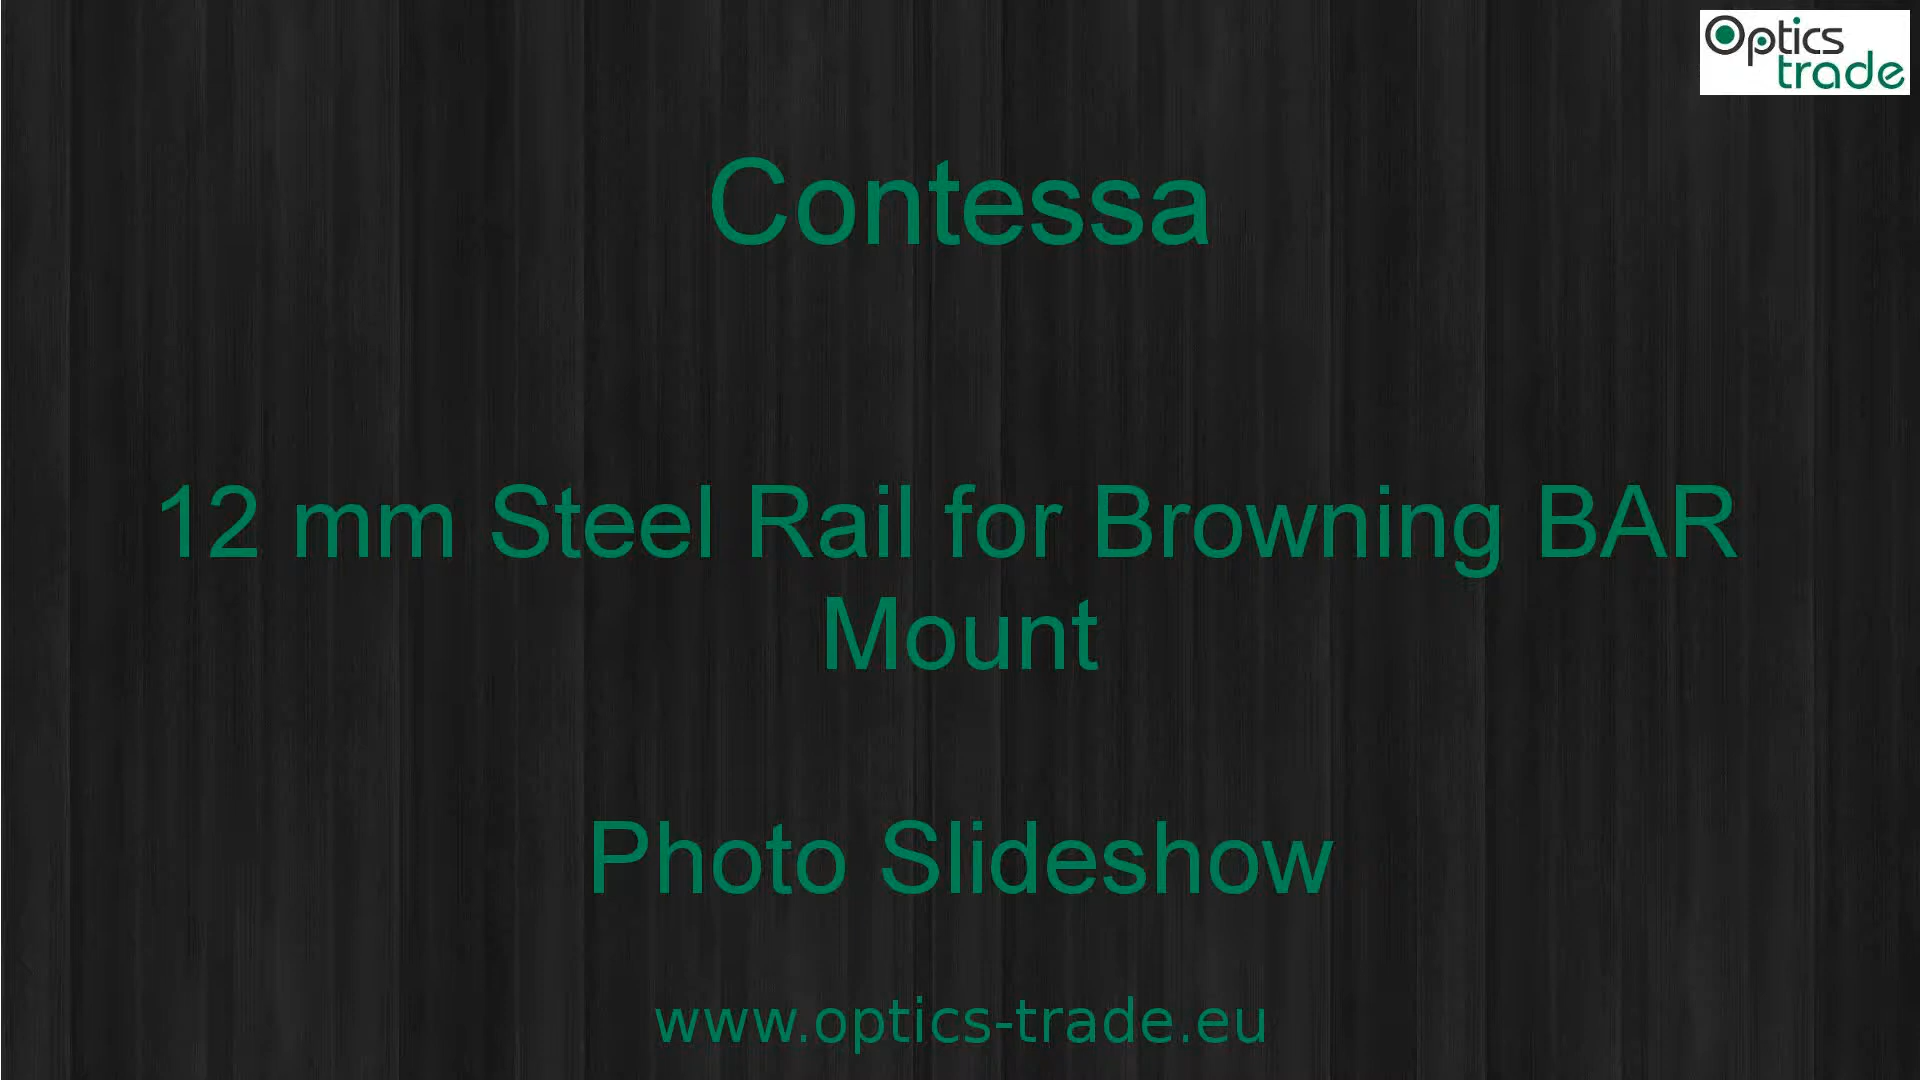 Optics
trade
Contessa
12 mm Steel Rail for Browning BAR
Mount
Photo Slideshow
www.optics-trade.eu